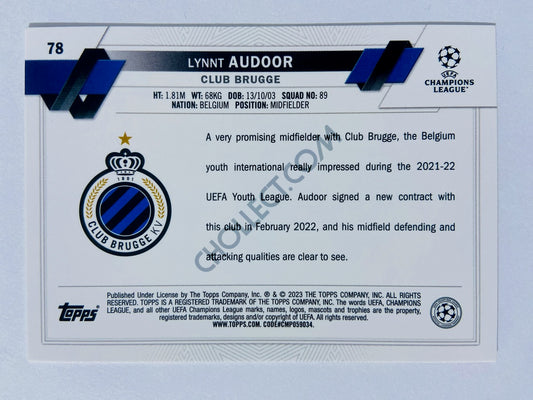 78
LYNNT AUDOOR
CLUB BRUGGE
UEFA
CHAMPIONS
LEAGUE
HT: 1.81M WT: 68KG DOB: 13/10/03 SQUAD NO: 89
NATION: BELGIUM POSITION: MIDFIELDER
A very promising midfielder with Club Brugge, the Belgium
youth international really impressed during the 2021-22
UEFA Youth League. Audoor signed a new contract with
this club in February 2022, and his midfield defending and
attacking qualities are clear to see.
1891
CLUB BRUGGE KV
CHOLLECT.COM
Topps
Published Under License by The Topps Company, Inc. ® & © 2023 THE TOPPS COMPANY, INC. ALL RIGHTS
RESERVED. TOPPS IS A REGISTERED TRADEMARK OF THE TOPPS COMPANY, INC. The words UEFA, CHAMPIONS
LEAGUE, and all other UEFA Champions League marks, names, logos, mascots and trophies are the property,
registered trademarks, designs and/or copyright of UEFA. All rights reserved.
WWW.TOPPS.COM. CODE#CMP059034.